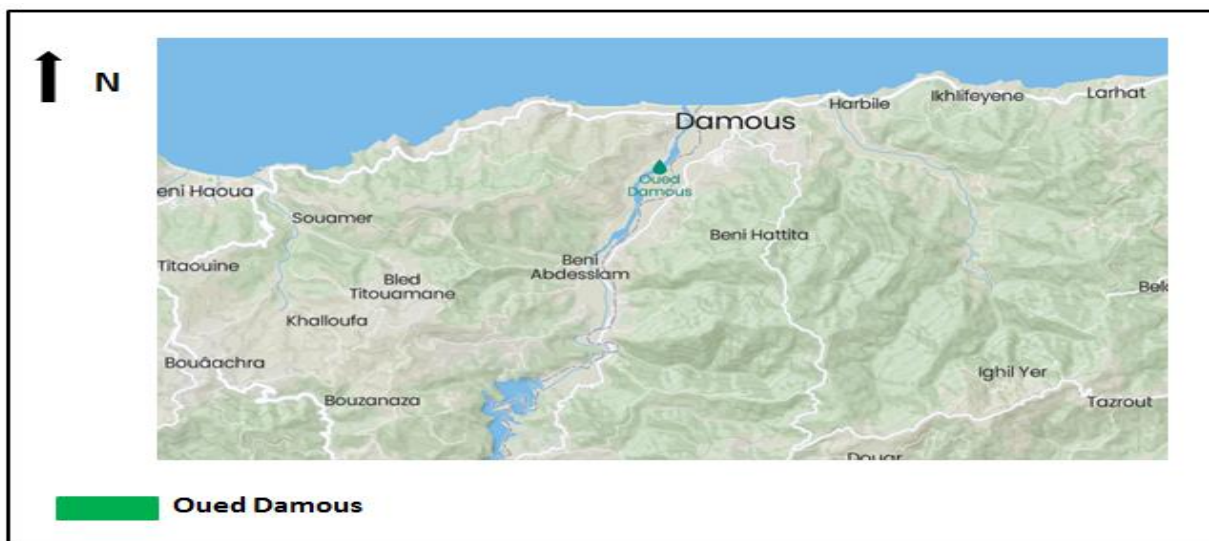 N
Damous
Harbile
Ikhlifeyene
Larhat
Oued
Damous
eni Haoua
Souamer
Beni Hattita
Titaouine
Beni
Abdesslam
Bled
Titouamane
Khalloufa
Bouâachra
Ighil Yer
Bouzanaza
Tazrout
Douar
Oued Damous